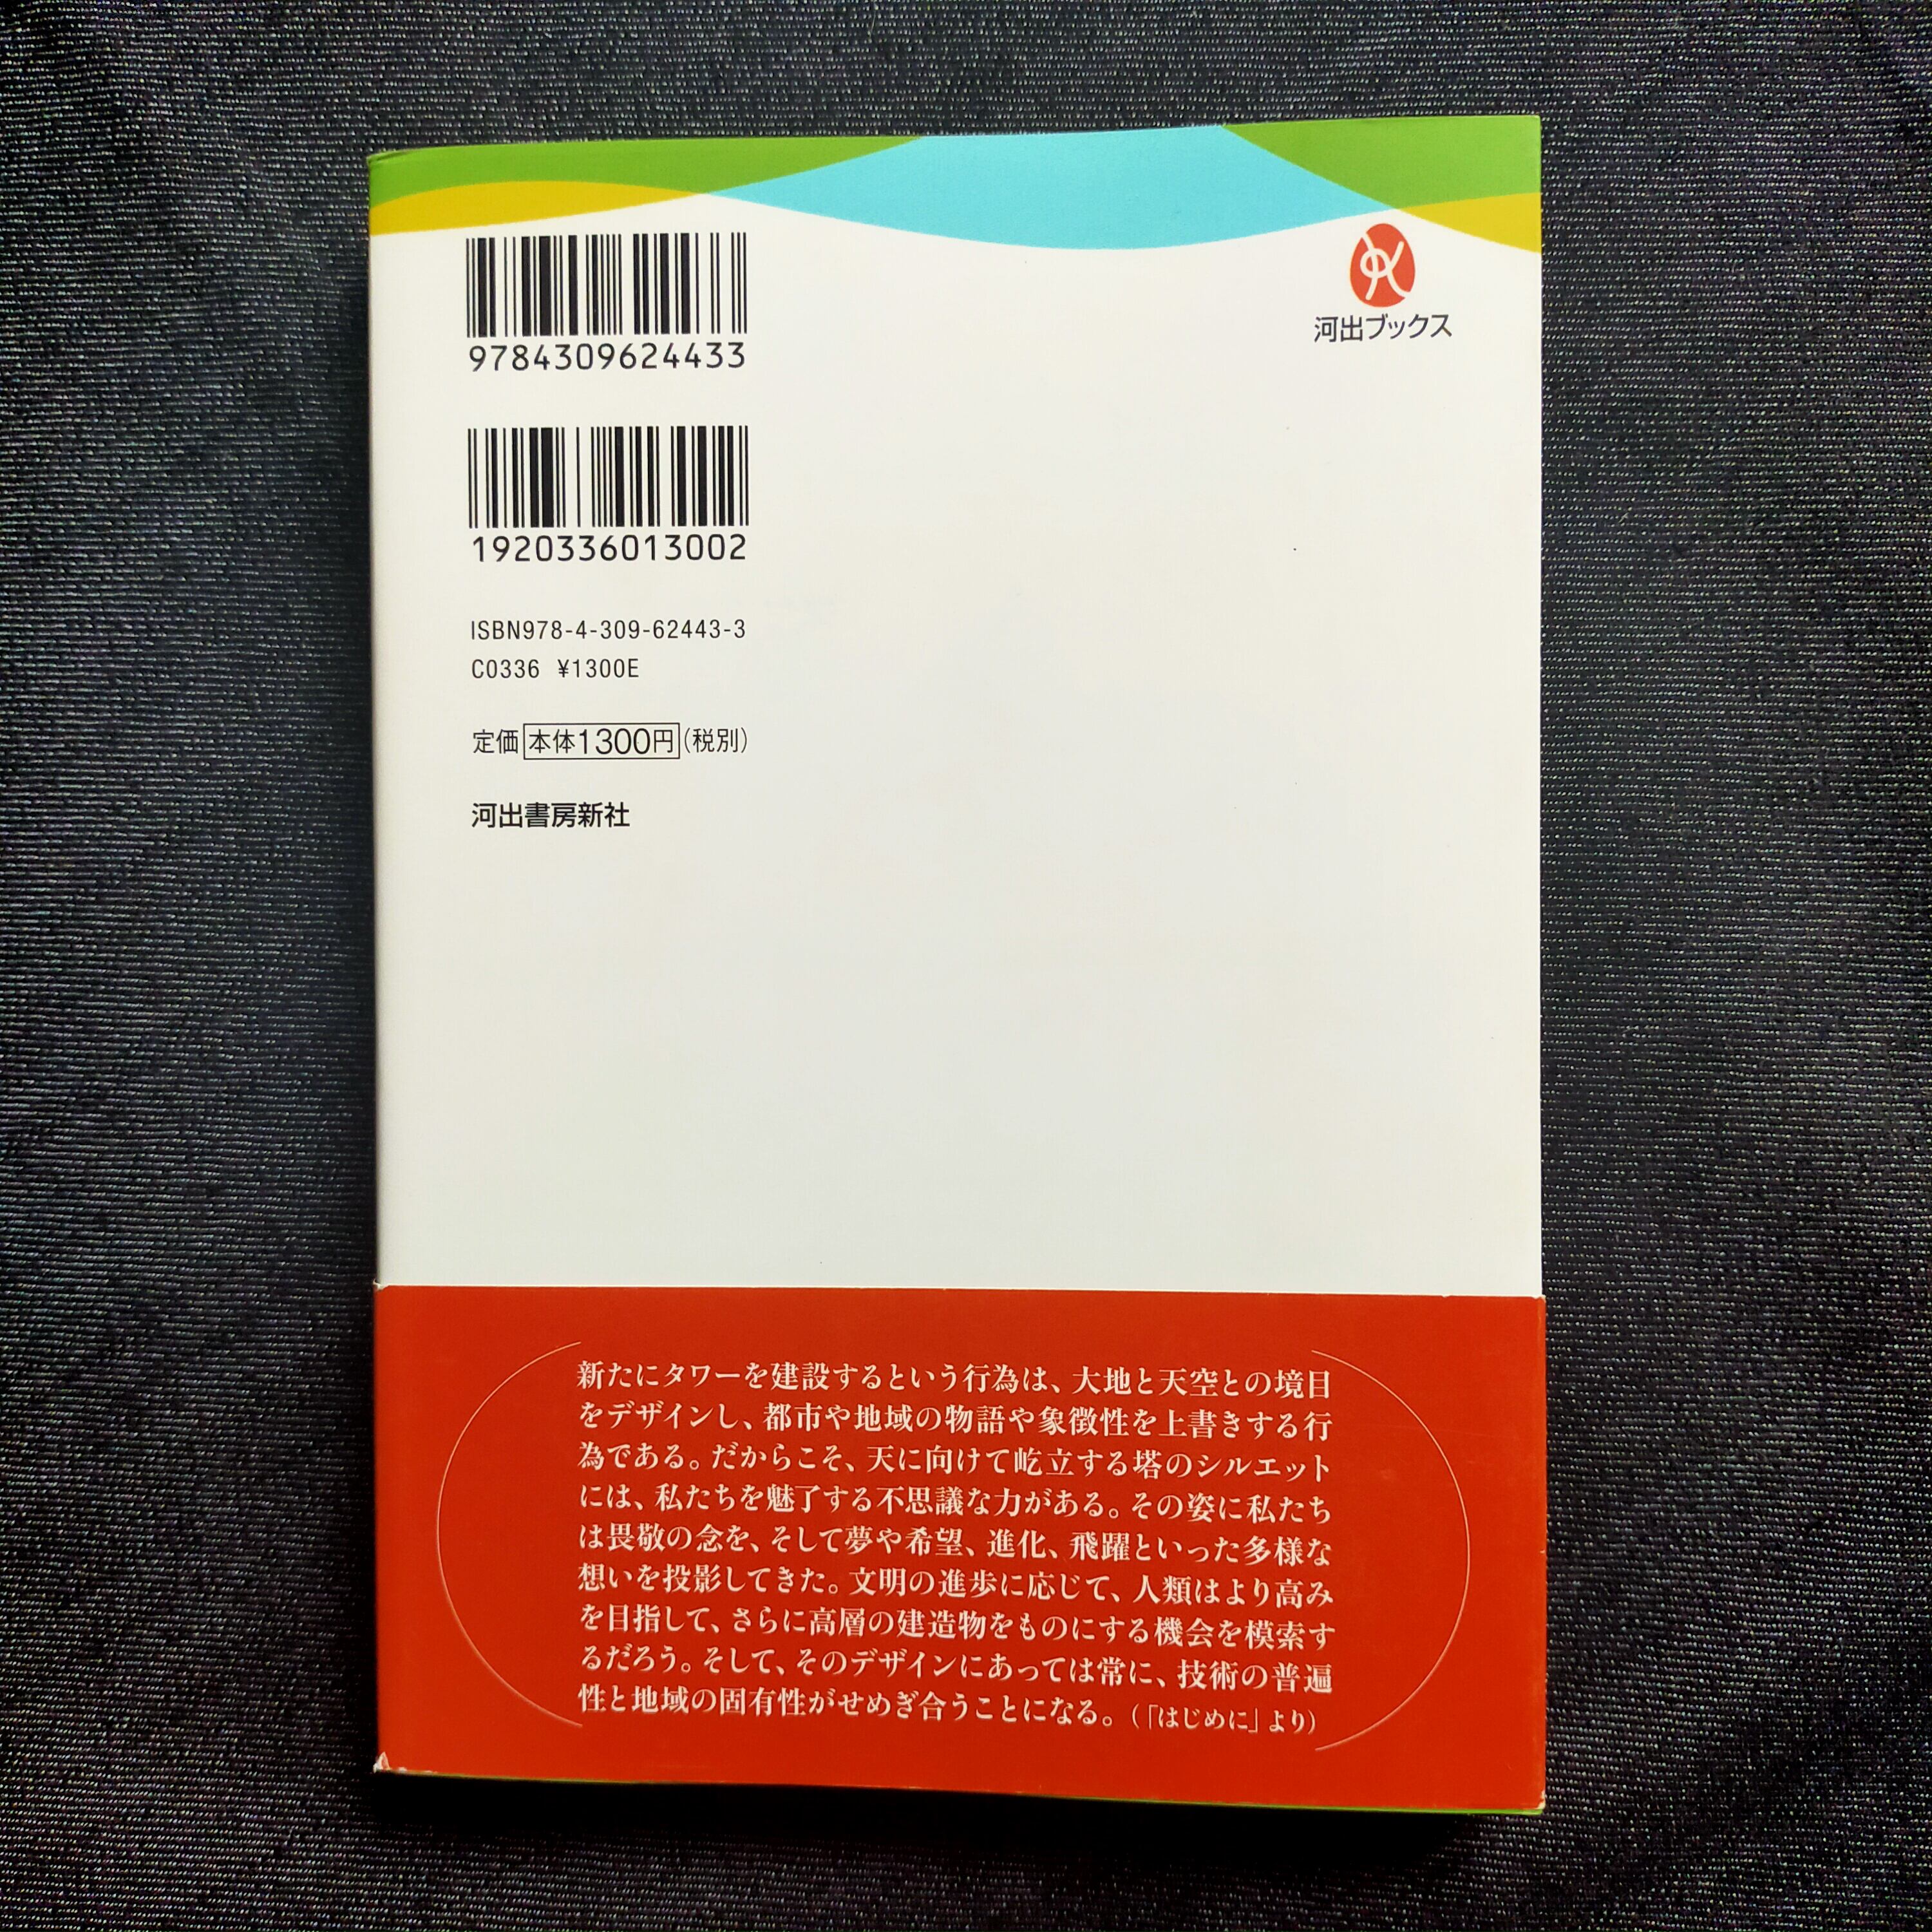 9784309624433
河出ブックス
1920336013002
ISBN978-4-309-62443-3
C0336 ¥1300E
定価 本体1300円(税別)
河出書房新社
新たにタワーを建設するという行為は、大地と天空との境目
をデザインし、都市や地域の物語や象徴性を上書きする行
為である。だからこそ、天に向けて屹立する塔のシルエット
には、私たちを魅了する不思議な力がある。その姿に私たち
は畏敬の念を、そして夢や希望、進化、飛躍といった多様な
想いを投影してきた。文明の進歩に応じて、人類はより高み
を目指して、さらに高層の建造物をものにする機会を模索す
るだろう。そして、そのデザインにあっては常に、技術の普遍
性と地域の固有性がせめぎ合うことになる。(「はじめに」より)